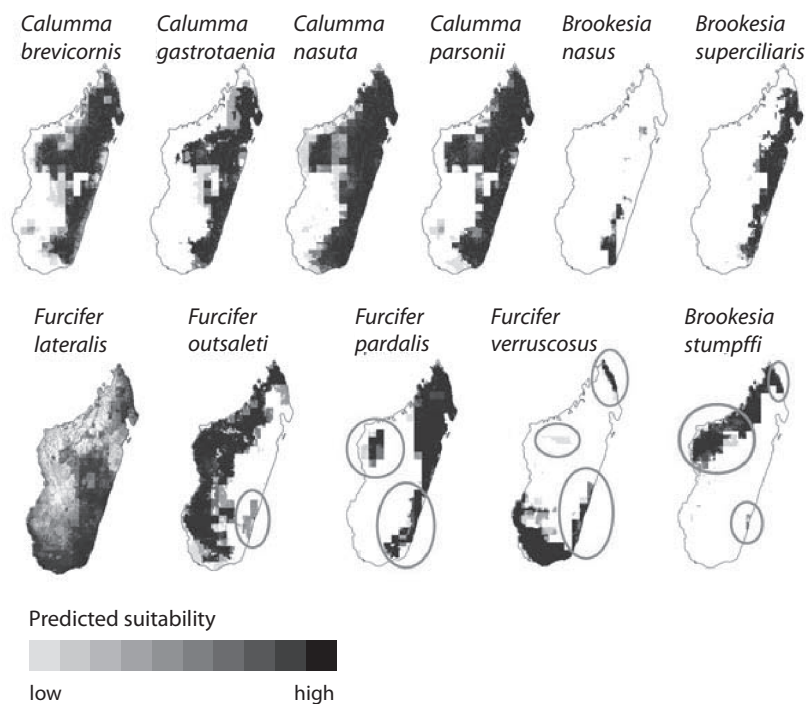 Calumma brevicornis
Calumma gastrotaenia
Calumma nasuta
Calumma parsonii
Brookesia nasus
Brookesia superciliaris
Furcifer lateralis
Furcifer outsaleti
Furcifer pardalis
Furcifer verruscosus
Brookesia stumpffi
Predicted suitability
low high